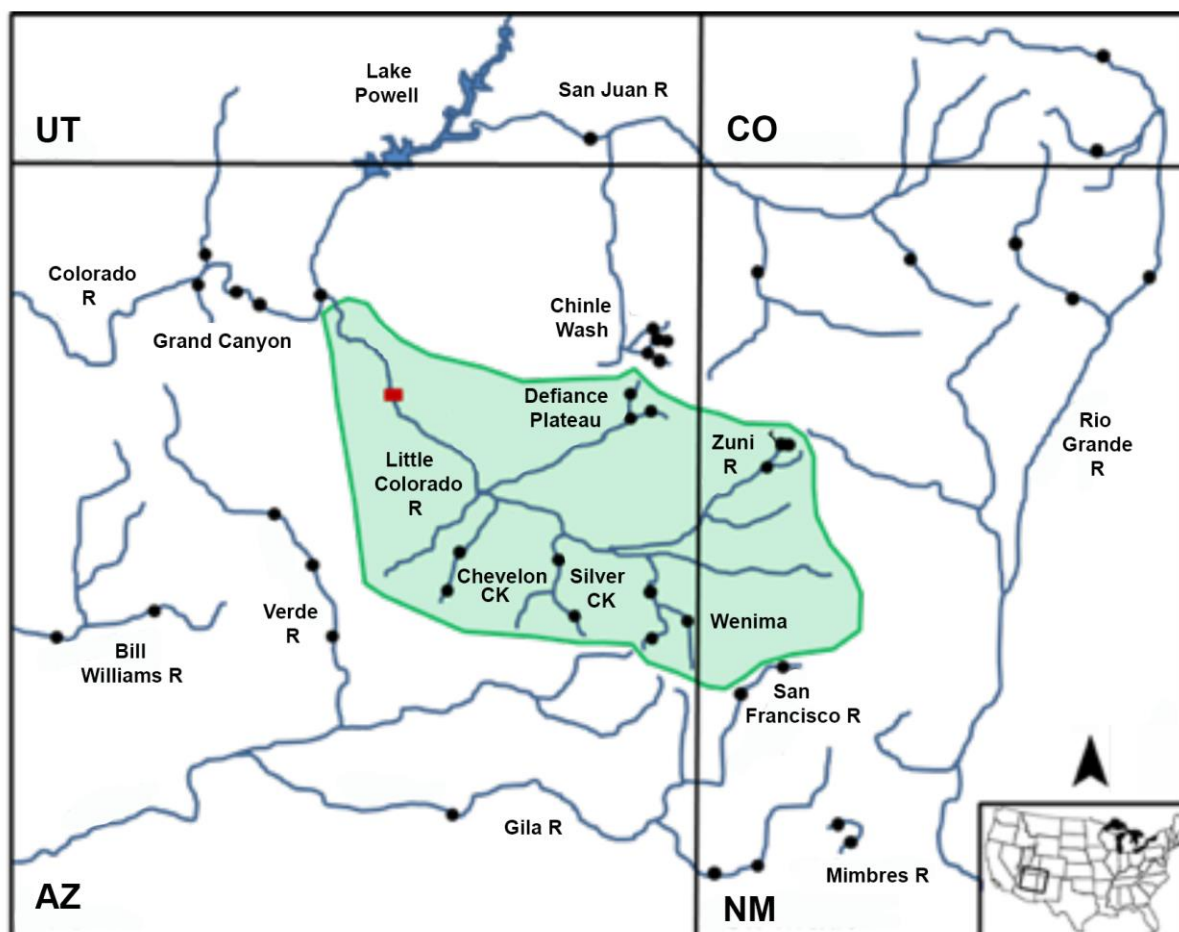 Lake
Powell
San Juan R
UT
CO
Colorado
R
Grand Canyon
Chinle
Wash
Defiance
Plateau
Zuni
R
Rio
Grande
R
Little
Colorado
R
Chevelon
CK
Silver
CK
Wenima
Verde
R
Bill
Williams R
San
Francisco R
Gila R
Mimbres R
AZ
NM